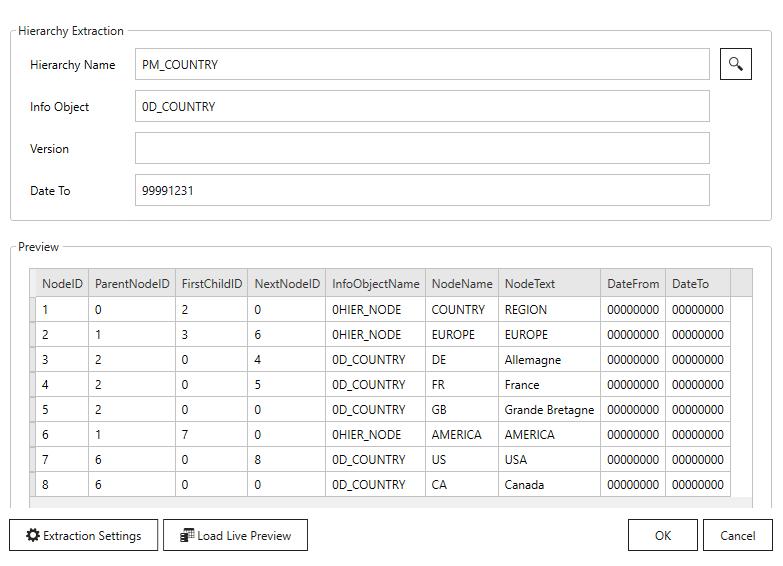 Hierarchy Extraction
Hierarchy Name PM_COUNTRY
Info Object 0D_COUNTRY
Version
Date To 99991231
Preview
NodeID ParentNodeID FirstChildID NextNodeID InfoObjectName NodeName NodeText DateFrom DateTo
1 0 2 0 0HIER_NODE COUNTRY REGION 00000000 00000000
2 1 3 6 0HIER_NODE EUROPE EUROPE 00000000 00000000
3 2 0 4 0D_COUNTRY DE Allemagne 00000000 00000000
4 2 0 5 0D_COUNTRY FR France 00000000 00000000
5 2 0 0 0D_COUNTRY GB Grande Bretagne 00000000 00000000
6 1 7 0 0HIER_NODE AMERICA AMERICA 00000000 00000000
7 6 0 8 0D_COUNTRY US USA 00000000 00000000
8 6 0 0 0D_COUNTRY CA Canada 00000000 00000000
Extraction Settings Load Live Preview OK Cancel